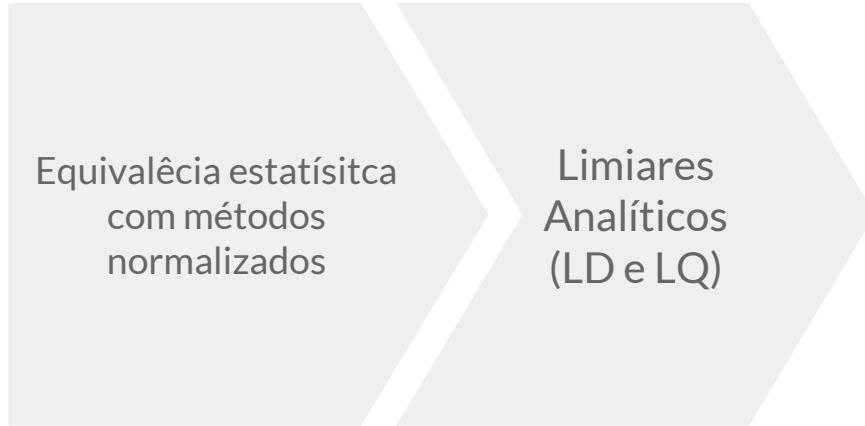 Equivalêcia estatísitca
com métodos
normalizados
Limiares
Analíticos
(LD e LQ)